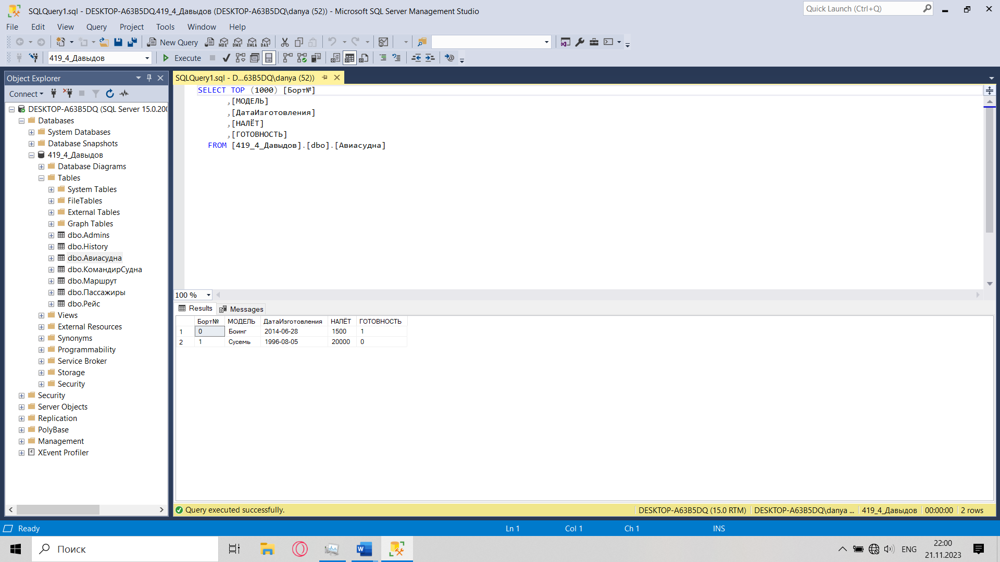 SQLQuery1.sql - DESKTOP-A63B5DQ.419_4_Давыдов (DESKTOP-A63B5DQ\danya (52)) - Microsoft SQL Server Management Studio
Quick Launch (Ctrl+Q)
File Edit View Query Project Tools Window Help
New Query
MDX DMX XMLA DAX
419_4_Давыдов
Execute
Object Explorer
SQLQuery1.sql - D...63B5DQ\danya (52))
Connect
DESKTOP-A63B5DQ (SQL Server 15.0.200
Databases
System Databases
Database Snapshots
419_4_Давыдов
Database Diagrams
Tables
System Tables
FileTables
External Tables
Graph Tables
dbo.Admins
dbo.History
dbo.Авиасудна
dbo.КомандирСудна
dbo.Маршрут
dbo.Пассажиры
dbo.Рейс
Views
External Resources
Synonyms
Programmability
Service Broker
Storage
Security
Security
Server Objects
Replication
PolyBase
Management
XEvent Profiler
SELECT TOP (1000) [Борт№]
,[МОДЕЛЬ]
,[ДатаИзготовления]
,[НАЛЁТ]
,[ГОТОВНОСТЬ]
FROM [419_4_Давыдов].[dbo].[Авиасудна]
100 %
Results Messages
Борт№ МОДЕЛЬ ДатаИзготовления НАЛЁТ ГОТОВНОСТЬ
1 0 Боинг 2014-06-28 1500 1
2 1 Сусемь 1996-08-05 20000 0
Query executed successfully.
DESKTOP-A63B5DQ (15.0 RTM) DESKTOP-A63B5DQ\danya ... 419_4_Давыдов 00:00:00 2 rows
Ready Ln 1 Col 1 Ch 1 INS
Поиск
ENG
22:00
21.11.2023